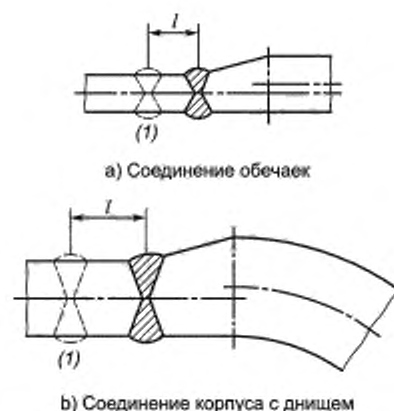 l
(1)
a) Соединение обечаек
l
(1)
b) Соединение корпуса с днищем